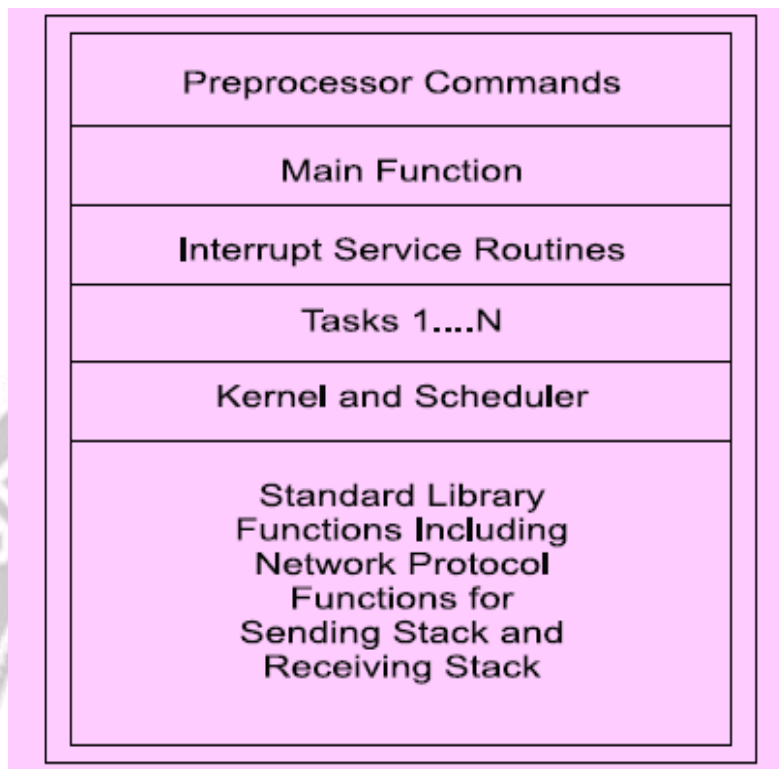 Preprocessor Commands
Main Function
Interrupt Service Routines
Tasks 1....N
Kernel and Scheduler
Standard Library
Functions Including
Network Protocol
Functions for
Sending Stack and
Receiving Stack